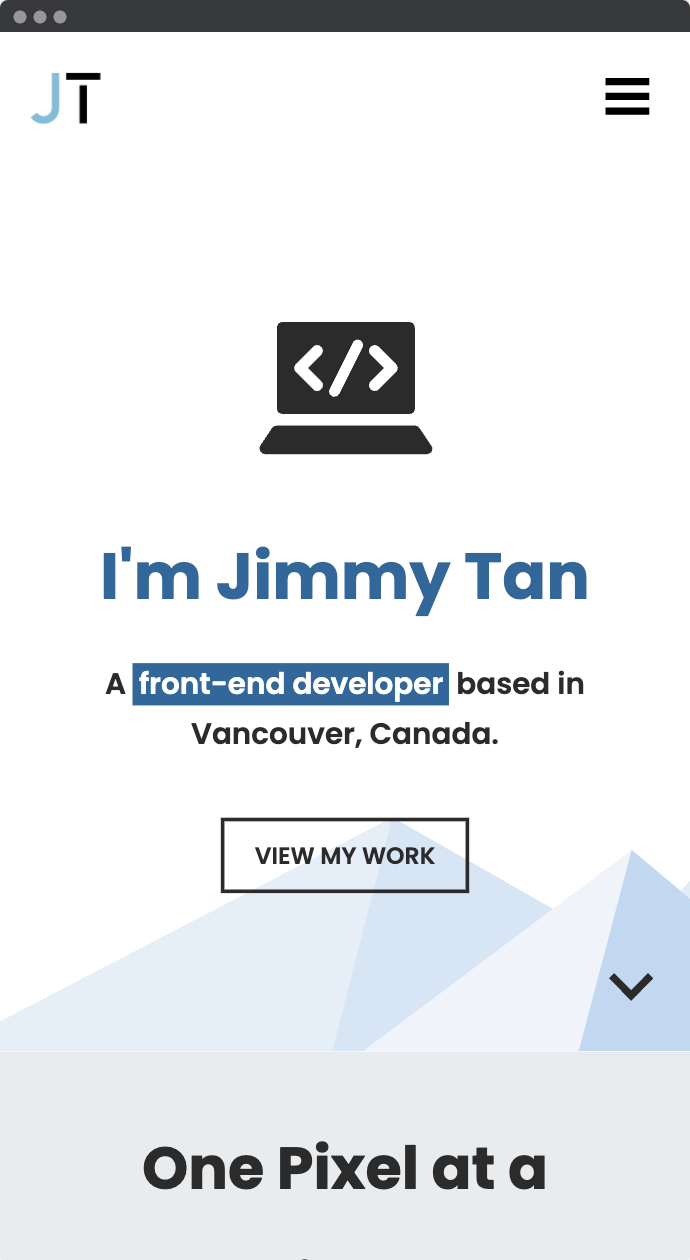 JT
</>
I'm Jimmy Tan
A front-end developer based in
Vancouver, Canada.
VIEW MY WORK
One Pixel at a